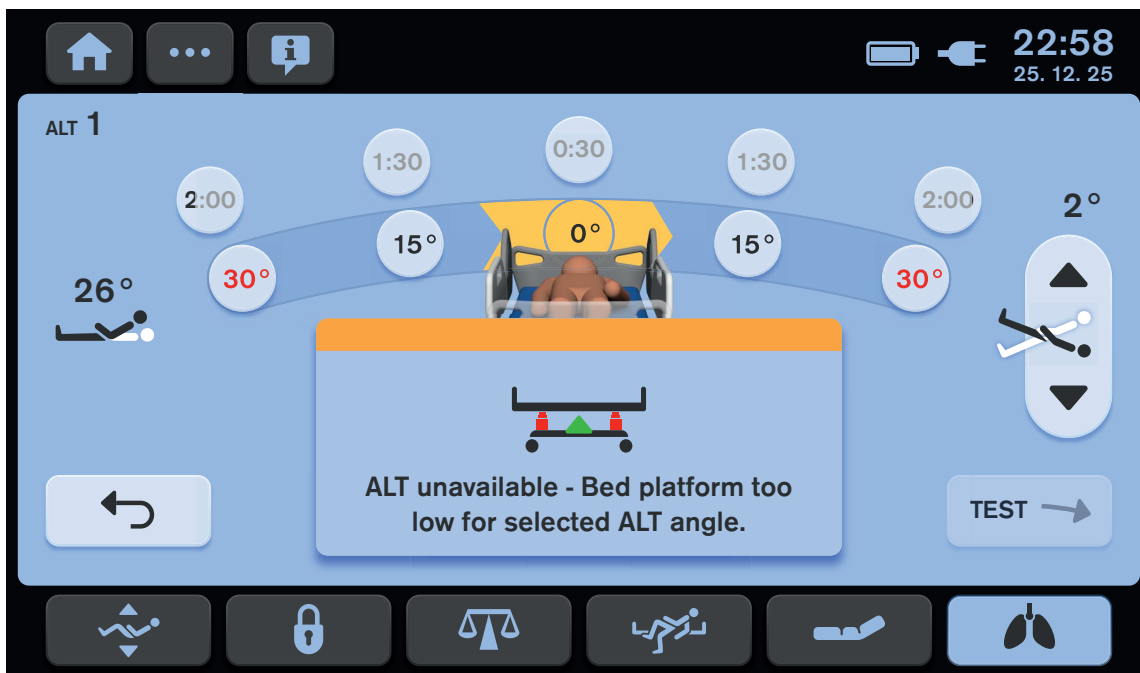 22:58
25. 12. 25
ALT 1
0:30
1:30
1:30
2:00
2:00
2°
0°
15°
15°
30°
30°
26°
ALT unavailable - Bed platform too
low for selected ALT angle.
TEST